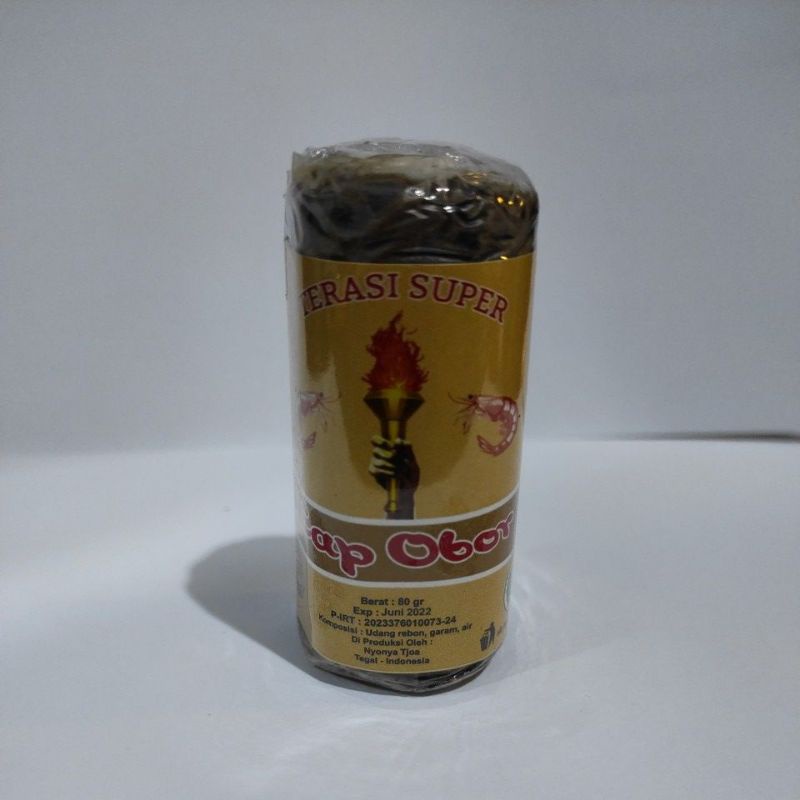 TERASI SUPER
Cap Obor
Berat : 80 gr
Exp : Juni 2022
P-IRT : 2023376010073-24
Komposisi : Udang rebon, garam, air
Di Produksi Oleh :
Nyonya Tjoa
Tegal - Indonesia